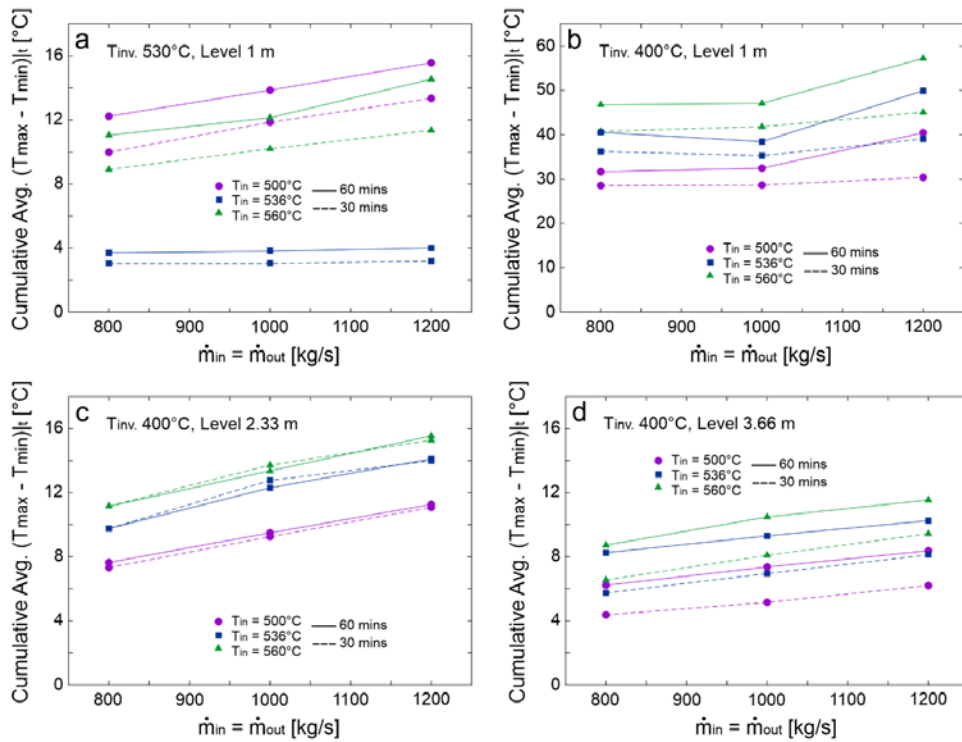 a
Tinv. 530°C, Level 1 m
Cumulative Avg. (Tmax - Tmin)|t [°C]
16
12
8
4
0
Tin = 500°C
Tin = 536°C
Tin = 560°C
60 mins
30 mins
800 900 1000 1100 1200
ṁin = ṁout [kg/s]
b
Tinv. 400°C, Level 1 m
Cumulative Avg. (Tmax - Tmin)|t [°C]
60
50
40
30
20
10
0
Tin = 500°C
Tin = 536°C
Tin = 560°C
60 mins
30 mins
800 900 1000 1100 1200
ṁin = ṁout [kg/s]
c
Tinv. 400°C, Level 2.33 m
Cumulative Avg. (Tmax - Tmin)|t [°C]
16
12
8
4
0
Tin = 500°C
Tin = 536°C
Tin = 560°C
60 mins
30 mins
800 900 1000 1100 1200
ṁin = ṁout [kg/s]
d
Tinv. 400°C, Level 3.66 m
Cumulative Avg. (Tmax - Tmin)|t [°C]
16
12
8
4
0
Tin = 500°C
Tin = 536°C
Tin = 560°C
60 mins
30 mins
800 900 1000 1100 1200
ṁin = ṁout [kg/s]